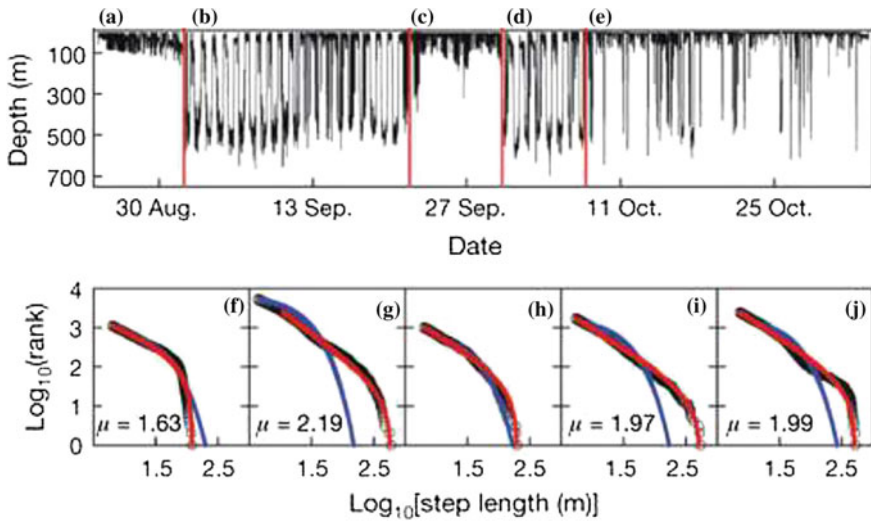 (a) (b) (c) (d) (e)
100
300
500
700
Depth (m)
30 Aug. 13 Sep. 27 Sep. 11 Oct. 25 Oct.
Date
4
3
2
1
0
Log10(rank)
(f) (g) (h) (i) (j)
μ = 1.63 μ = 2.19 μ = 1.97 μ = 1.99
1.5 2.5 1.5 2.5 1.5 2.5 1.5 2.5 1.5 2.5
Log10[step length (m)]